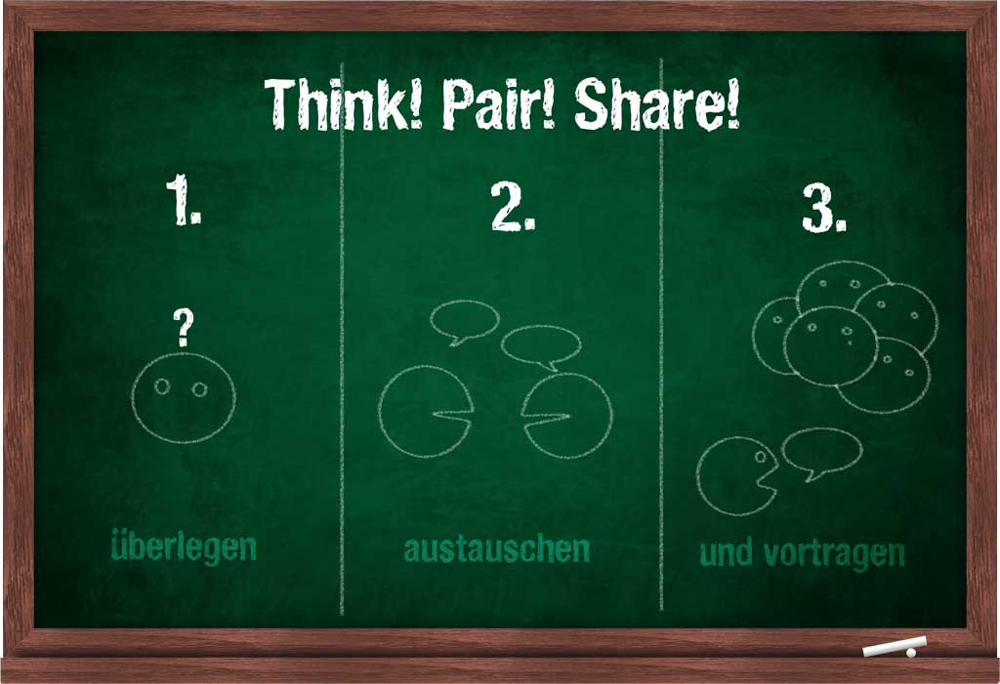 Think! Pair! Share!
1.
2.
3.
?
überlegen
austauschen
und vortragen